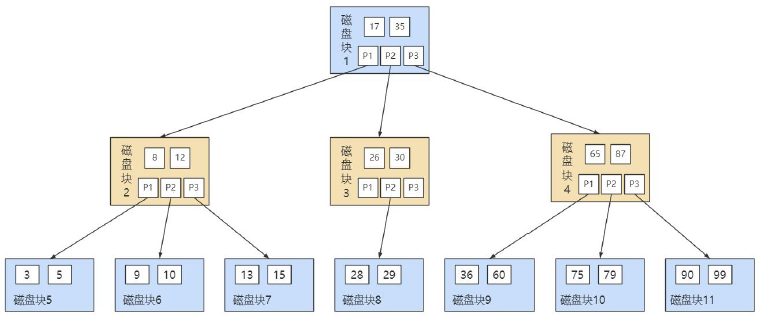 磁盘块1
17 35
P1 P2 P3
磁盘块2
8 12
P1 P2 P3
磁盘块3
26 30
P1 P2 P3
磁盘块4
65 87
P1 P2 P3
3 5
磁盘块5
9 10
磁盘块6
13 15
磁盘块7
28 29
磁盘块8
36 60
磁盘块9
75 79
磁盘块10
90 99
磁盘块11